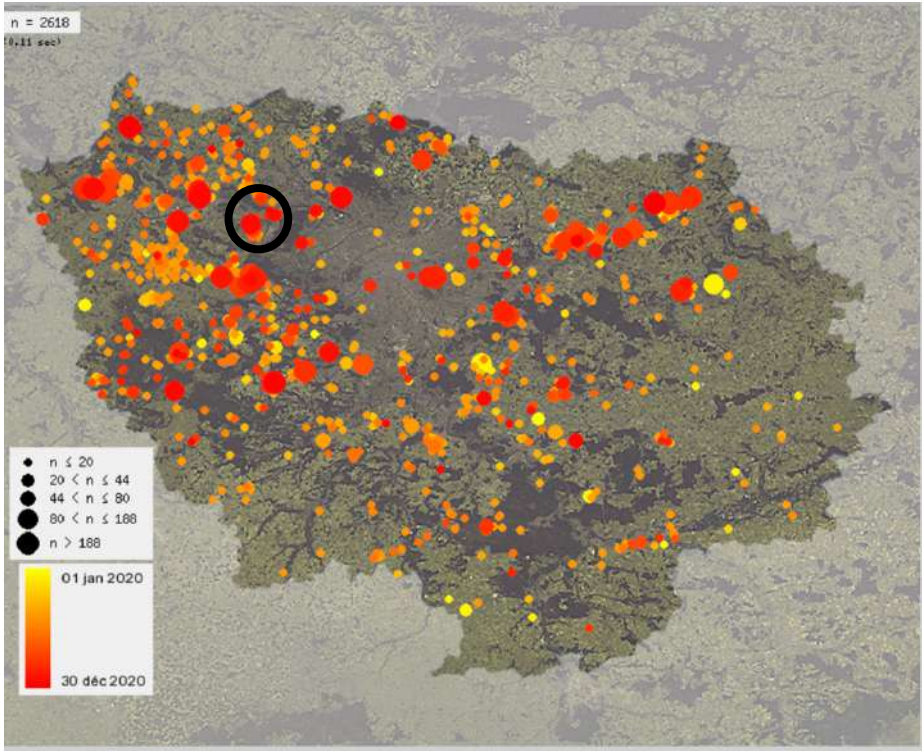 n = 2618
(0.11 sec)
n ≤ 20
20 < n ≤ 44
44 < n ≤ 80
80 < n ≤ 188
n > 188
01 jan 2020
30 déc 2020